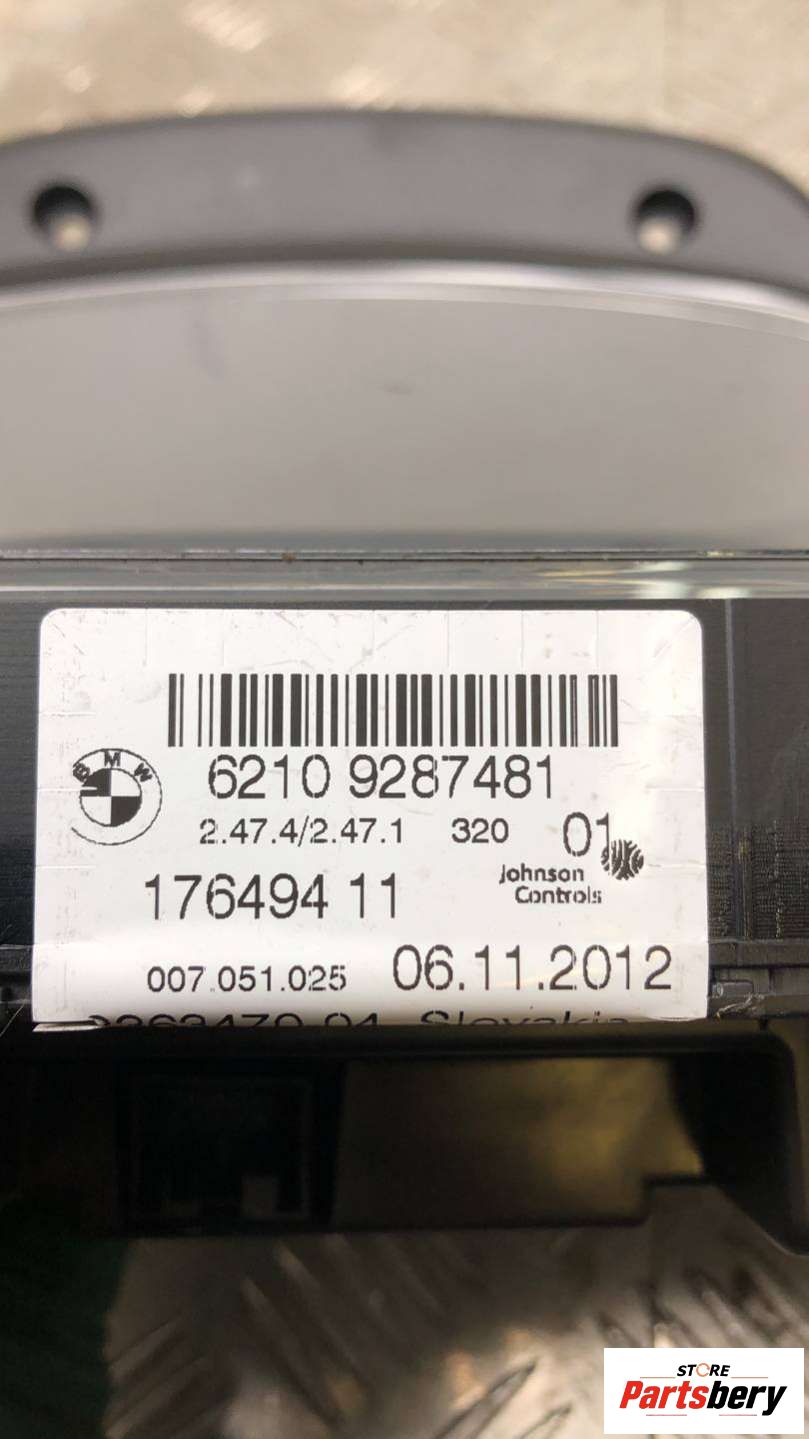 BMW
6210 9287481
2.47.4/2.47.1 320 01
Johnson
Controls
176494 11
007.051.025 06.11.2012
Slovakia
STORE
Partsbery